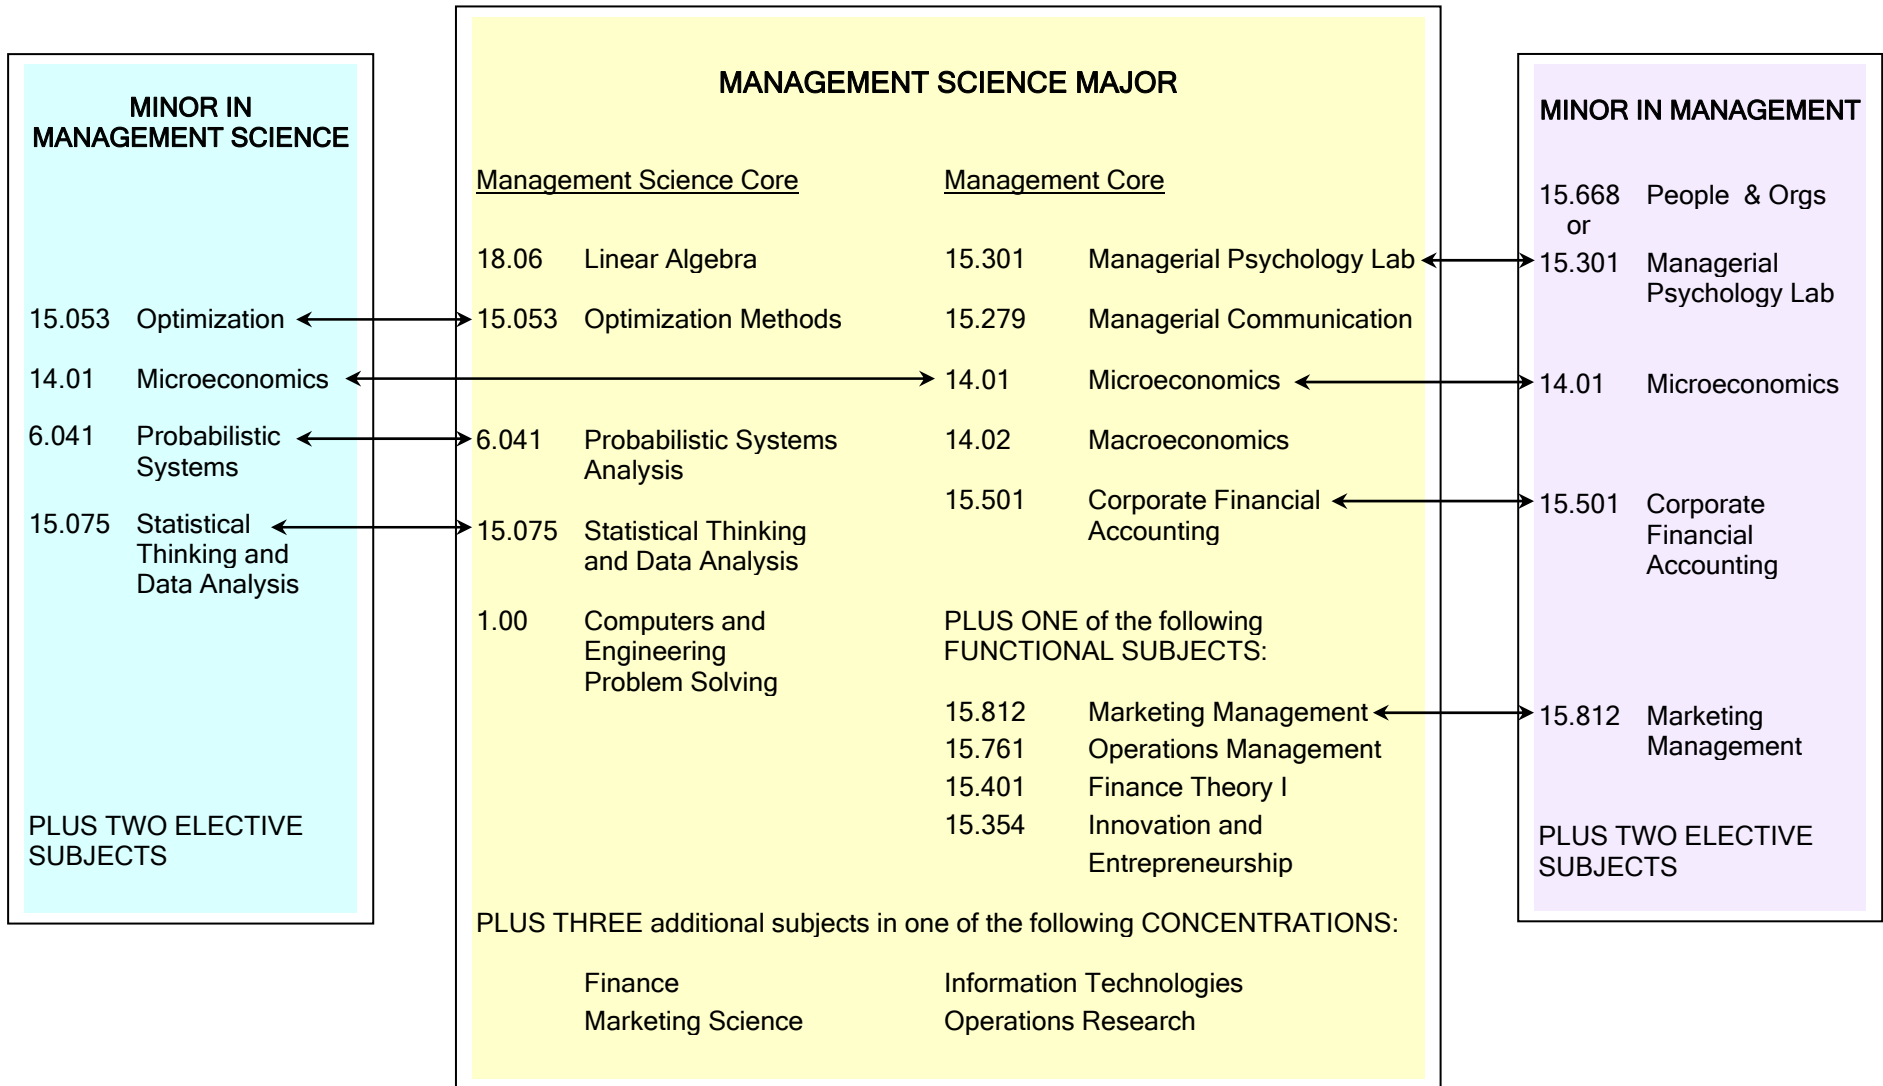 MINOR IN
MANAGEMENT SCIENCE
15.053 Optimization
14.01 Microeconomics
6.041 Probabilistic
Systems
15.075 Statistical
Thinking and
Data Analysis
PLUS TWO ELECTIVE
SUBJECTS
MANAGEMENT SCIENCE MAJOR
Management Science Core
18.06 Linear Algebra
15.053 Optimization Methods
6.041 Probabilistic Systems
Analysis
15.075 Statistical Thinking
and Data Analysis
1.00 Computers and
Engineering
Problem Solving
Management Core
15.301 Managerial Psychology Lab
15.279 Managerial Communication
14.01 Microeconomics
14.02 Macroeconomics
15.501 Corporate Financial
Accounting
PLUS ONE of the following
FUNCTIONAL SUBJECTS:
15.812 Marketing Management
15.761 Operations Management
15.401 Finance Theory I
15.354 Innovation and
Entrepreneurship
PLUS THREE additional subjects in one of the following CONCENTRATIONS:
Finance Information Technologies
Marketing Science Operations Research
MINOR IN MANAGEMENT
15.668 People & Orgs
or
15.301 Managerial
Psychology Lab
14.01 Microeconomics
15.501 Corporate
Financial
Accounting
15.812 Marketing
Management
PLUS TWO ELECTIVE
SUBJECTS